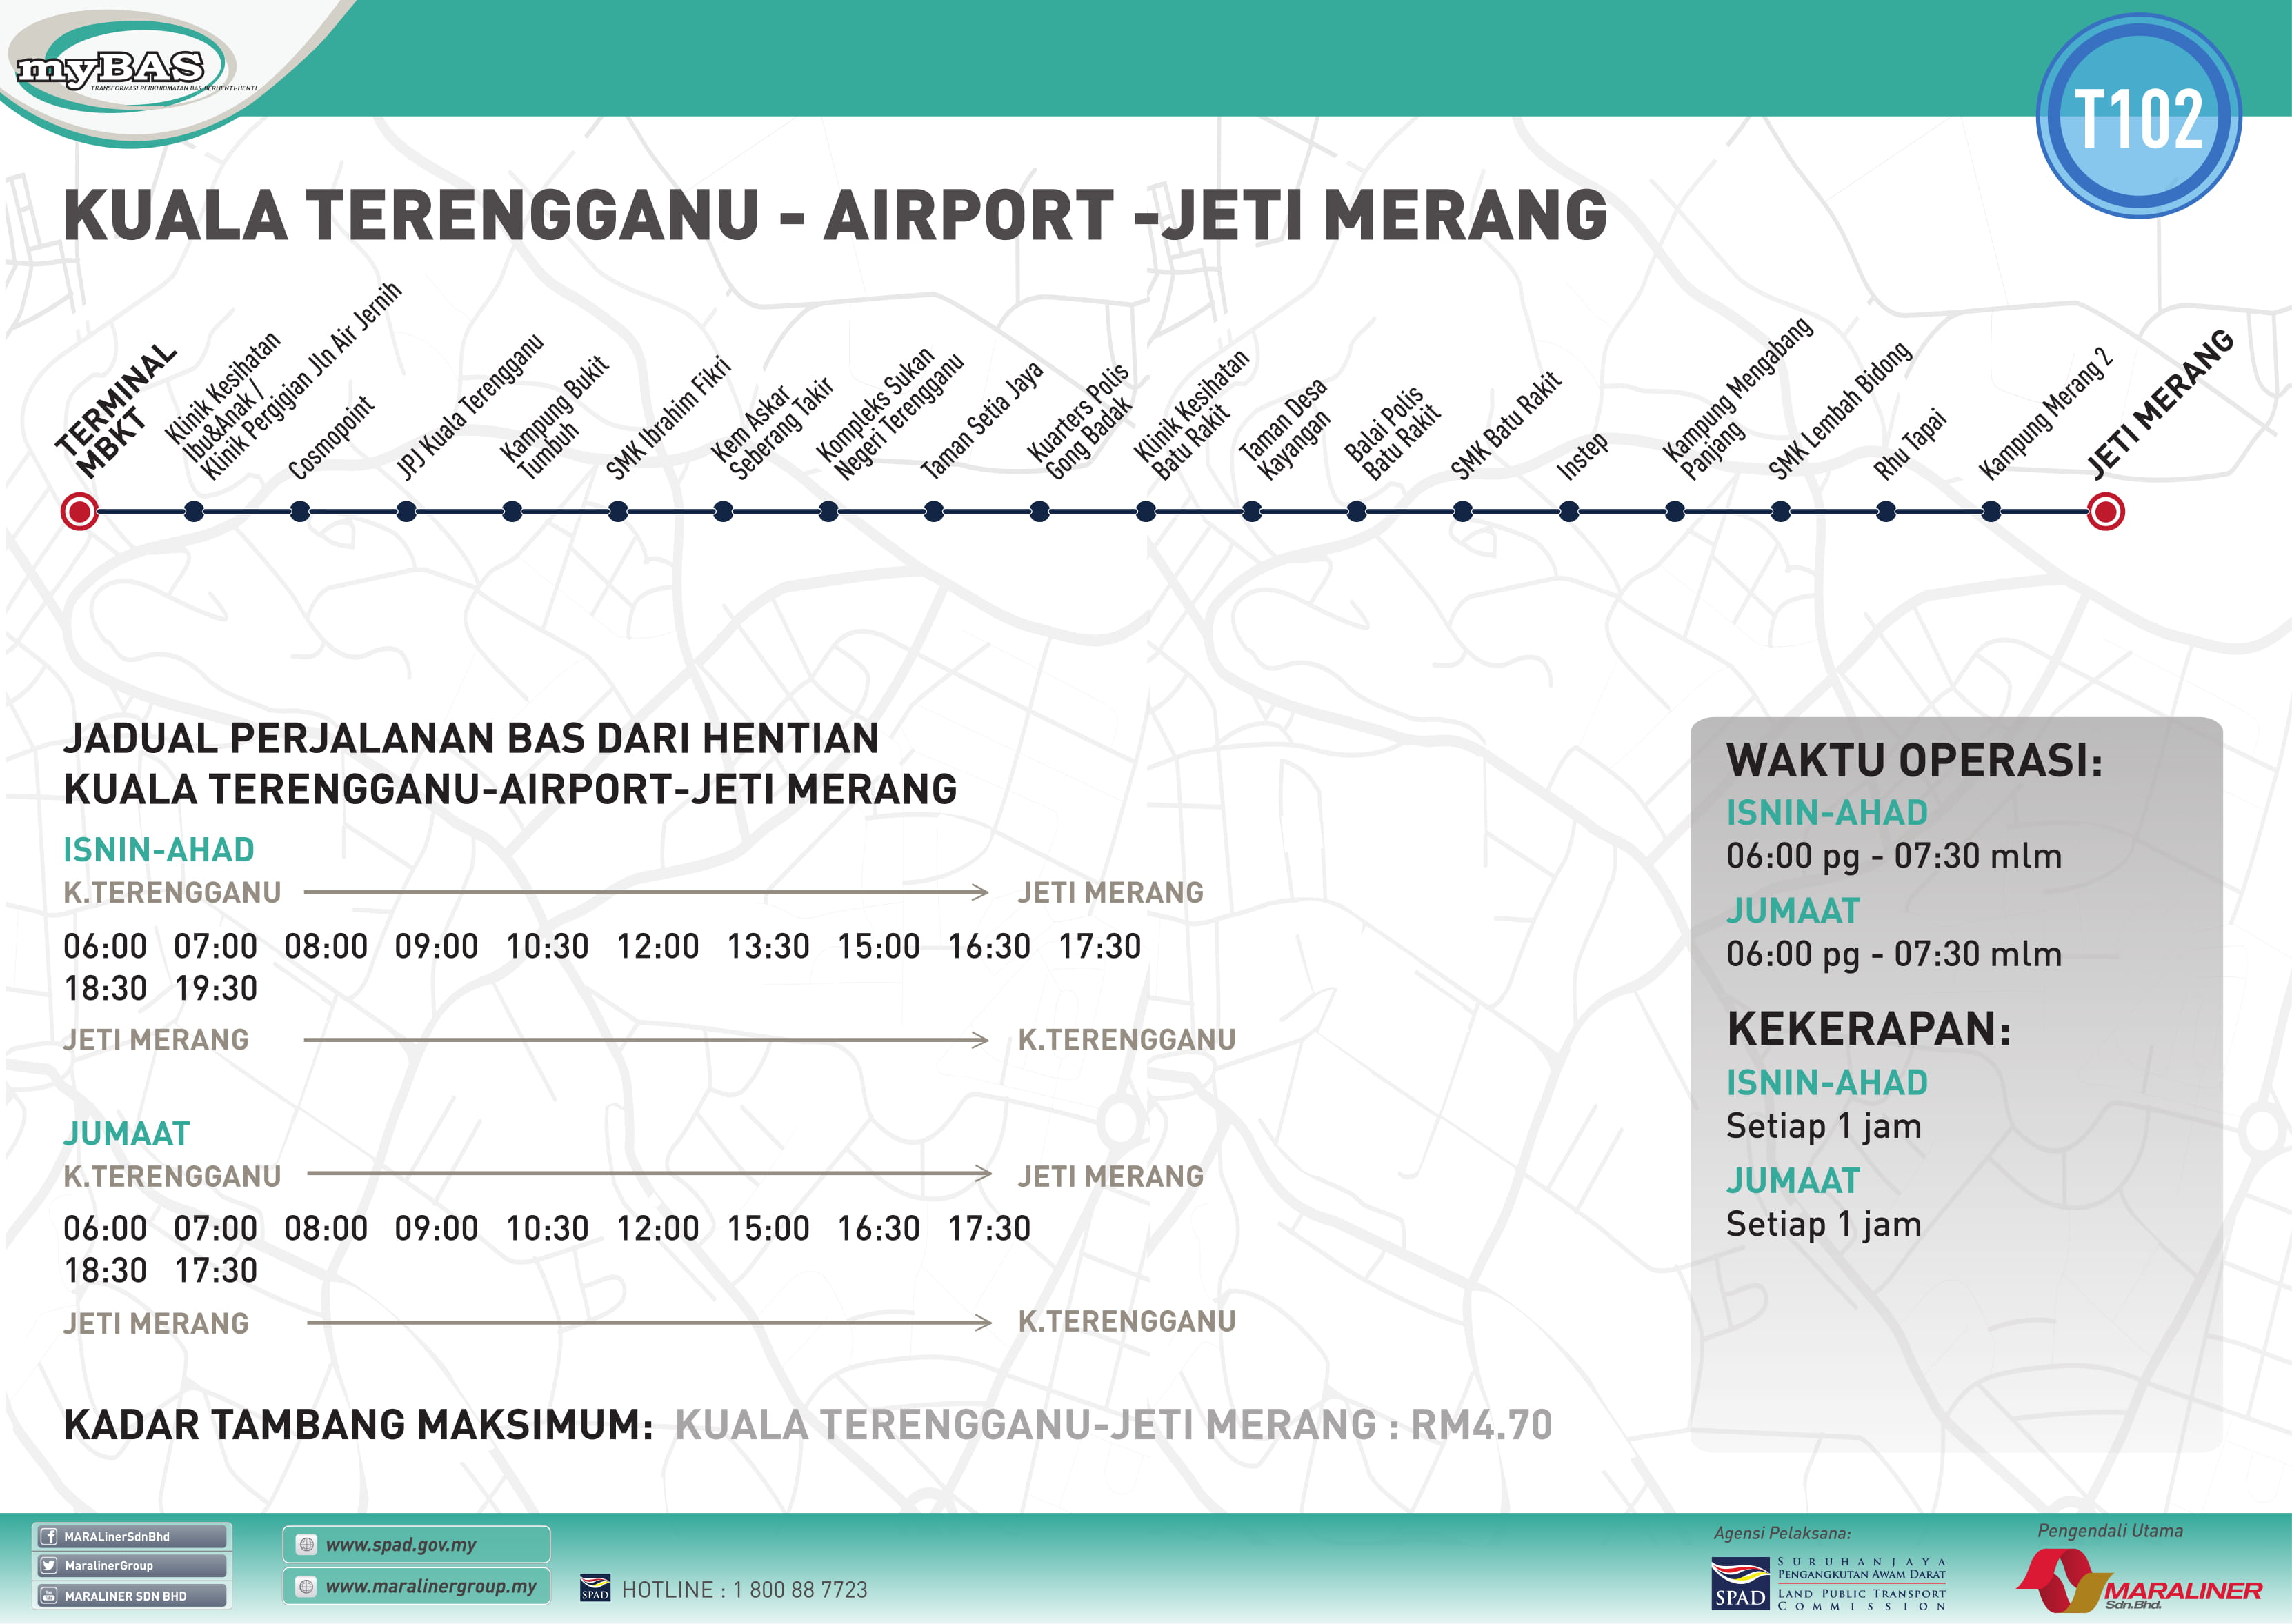 myBAS
TRANSFORMASI PERKHIDMATAN BAS BERHENTI-HENTI
T102
KUALA TERENGGANU - AIRPORT -JETI MERANG
TERMINAL
MBKT
Klinik Kesihatan
Ibu&Anak /
Klinik Pergigian Jln Air Jernih
Cosmopoint
JPJ Kuala Terengganu
Kampung Bukit
Tumbuh
SMK Ibrahim Fikri
Kem Askar
Seberang Takir
Kompleks Sukan
Negeri Terengganu
Taman Setia Jaya
Kuarters Polis
Gong Badak
Klinik Kesihatan
Batu Rakit
Taman Desa
Kayangan
Balai Polis
Batu Rakit
SMK Batu Rakit
Instep
Kampung Mengabang
Panjang
SMK Lembah Bidong
Rhu Tapai
Kampung Merang 2
JETI MERANG
JADUAL PERJALANAN BAS DARI HENTIAN
KUALA TERENGGANU-AIRPORT-JETI MERANG
ISNIN-AHAD
K.TERENGGANU JETI MERANG
06:00 07:00 08:00 09:00 10:30 12:00 13:30 15:00 16:30 17:30
18:30 19:30
JETI MERANG K.TERENGGANU
JUMAAT
K.TERENGGANU JETI MERANG
06:00 07:00 08:00 09:00 10:30 12:00 15:00 16:30 17:30
18:30 17:30
JETI MERANG K.TERENGGANU
KADAR TAMBANG MAKSIMUM: KUALA TERENGGANU-JETI MERANG : RM4.70
WAKTU OPERASI:
ISNIN-AHAD
06:00 pg - 07:30 mlm
JUMAAT
06:00 pg - 07:30 mlm
KEKERAPAN:
ISNIN-AHAD
Setiap 1 jam
JUMAAT
Setiap 1 jam
MARALinerSdnBhd
MaralinerGroup
You Tube MARALINER SDN BHD
www.spad.gov.my
www.maralinergroup.my
SPAD HOTLINE : 1 800 88 7723
Agensi Pelaksana:
SPAD
SURUHANJAYA
PENGANGKUTAN AWAM DARAT
LAND PUBLIC TRANSPORT
COMMISSION
Pengendali Utama
MARALINER
Sdn.Bhd.